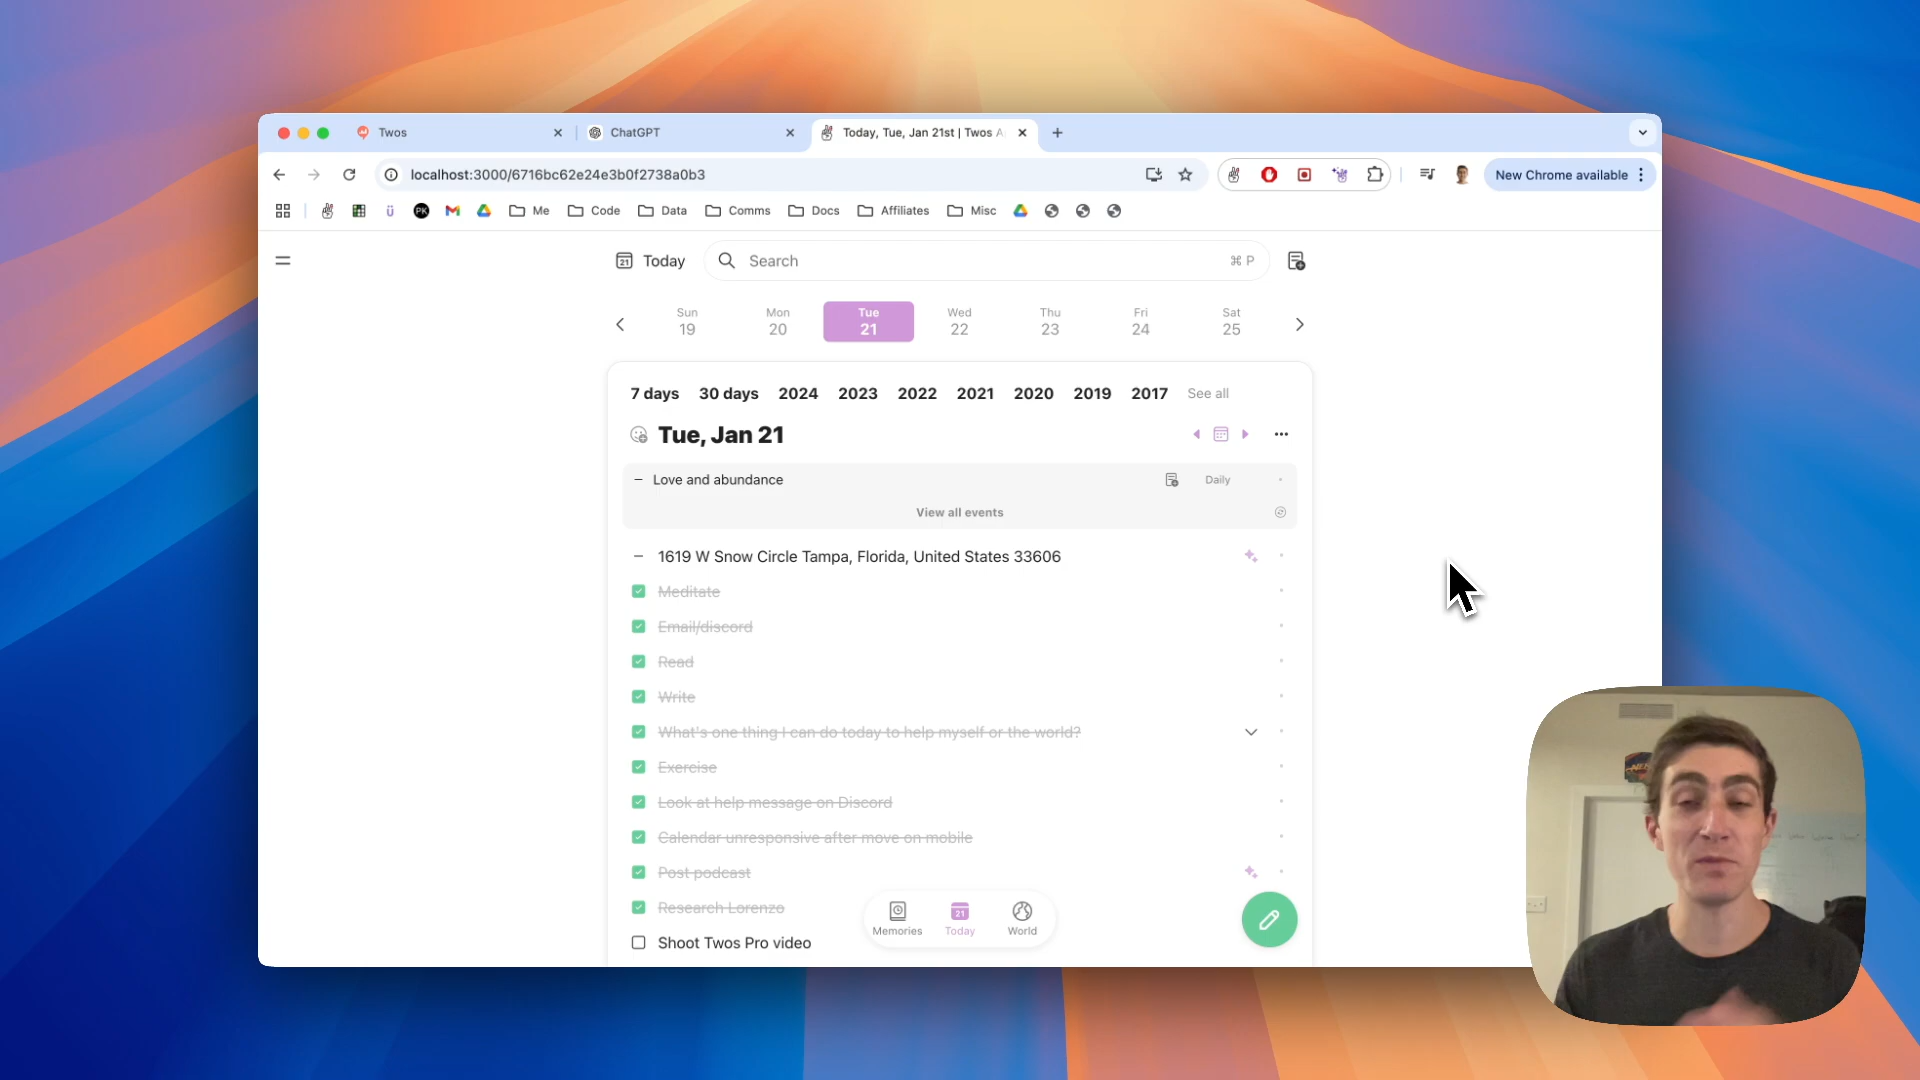 Twos
ChatGPT
Today, Tue, Jan 21st | Twos A
localhost:3000/6716bc62e24e3b0f2738a0b3
New Chrome available
ü
PK
Me
Code
Data
Comms
Docs
Affiliates
Misc
21
Today
Search
⌘ P
Sun
19
Mon
20
Tue
21
Wed
22
Thu
23
Fri
24
Sat
25
7 days 30 days 2024 2023 2022 2021 2020 2019 2017 See all
Tue, Jan 21
– Love and abundance
Daily
View all events
– 1619 W Snow Circle Tampa, Florida, United States 33606
Meditate
Email/discord
Read
Write
What's one thing I can do today to help myself or the world?
Exercise
Look at help message on Discord
Calendar unresponsive after move on mobile
Post podcast
Research Lorenzo
Shoot Twos Pro video
Memories
21
Today
World